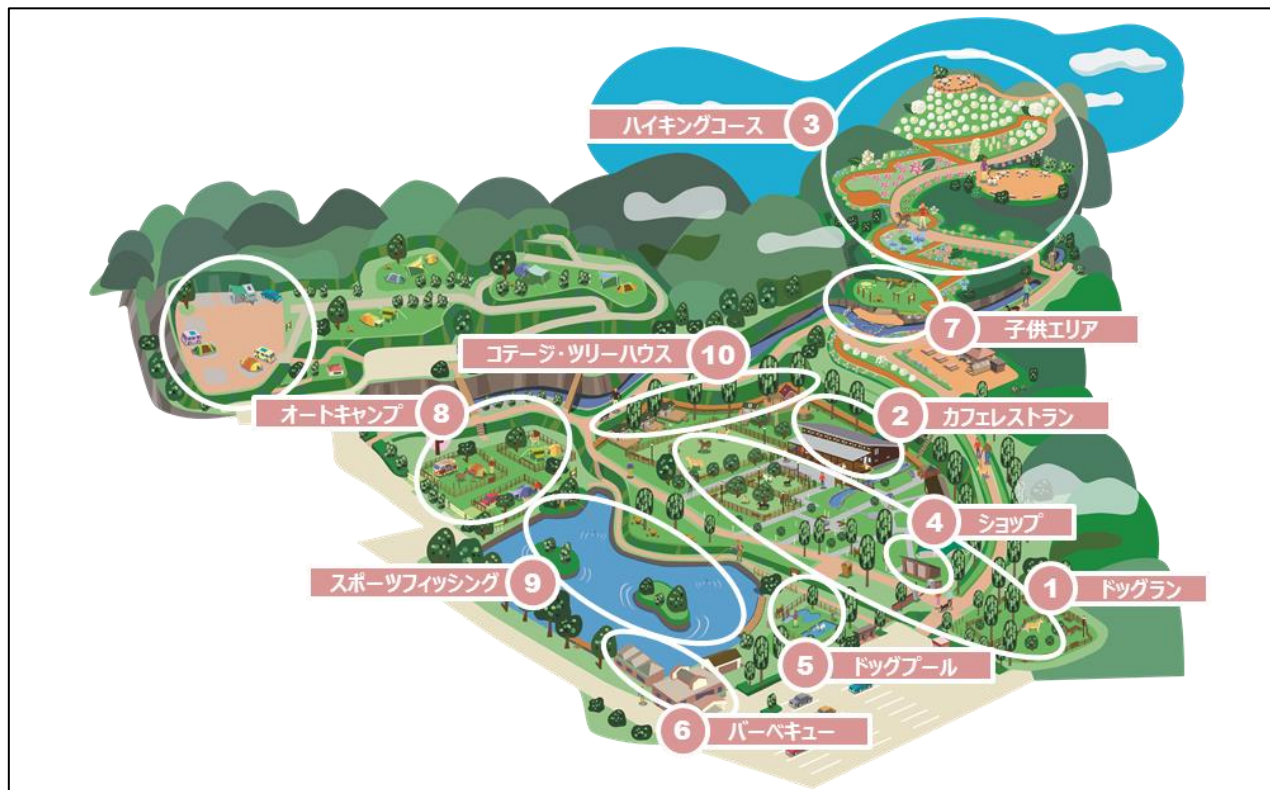 ハイキングコース 3
7 子供エリア
コテージ・ツリーハウス 10
オートキャンプ 8
2 カフェレストラン
4 ショップ
スポーツフィッシング 9
1 ドッグラン
5 ドッグプール
6 バーベキュー